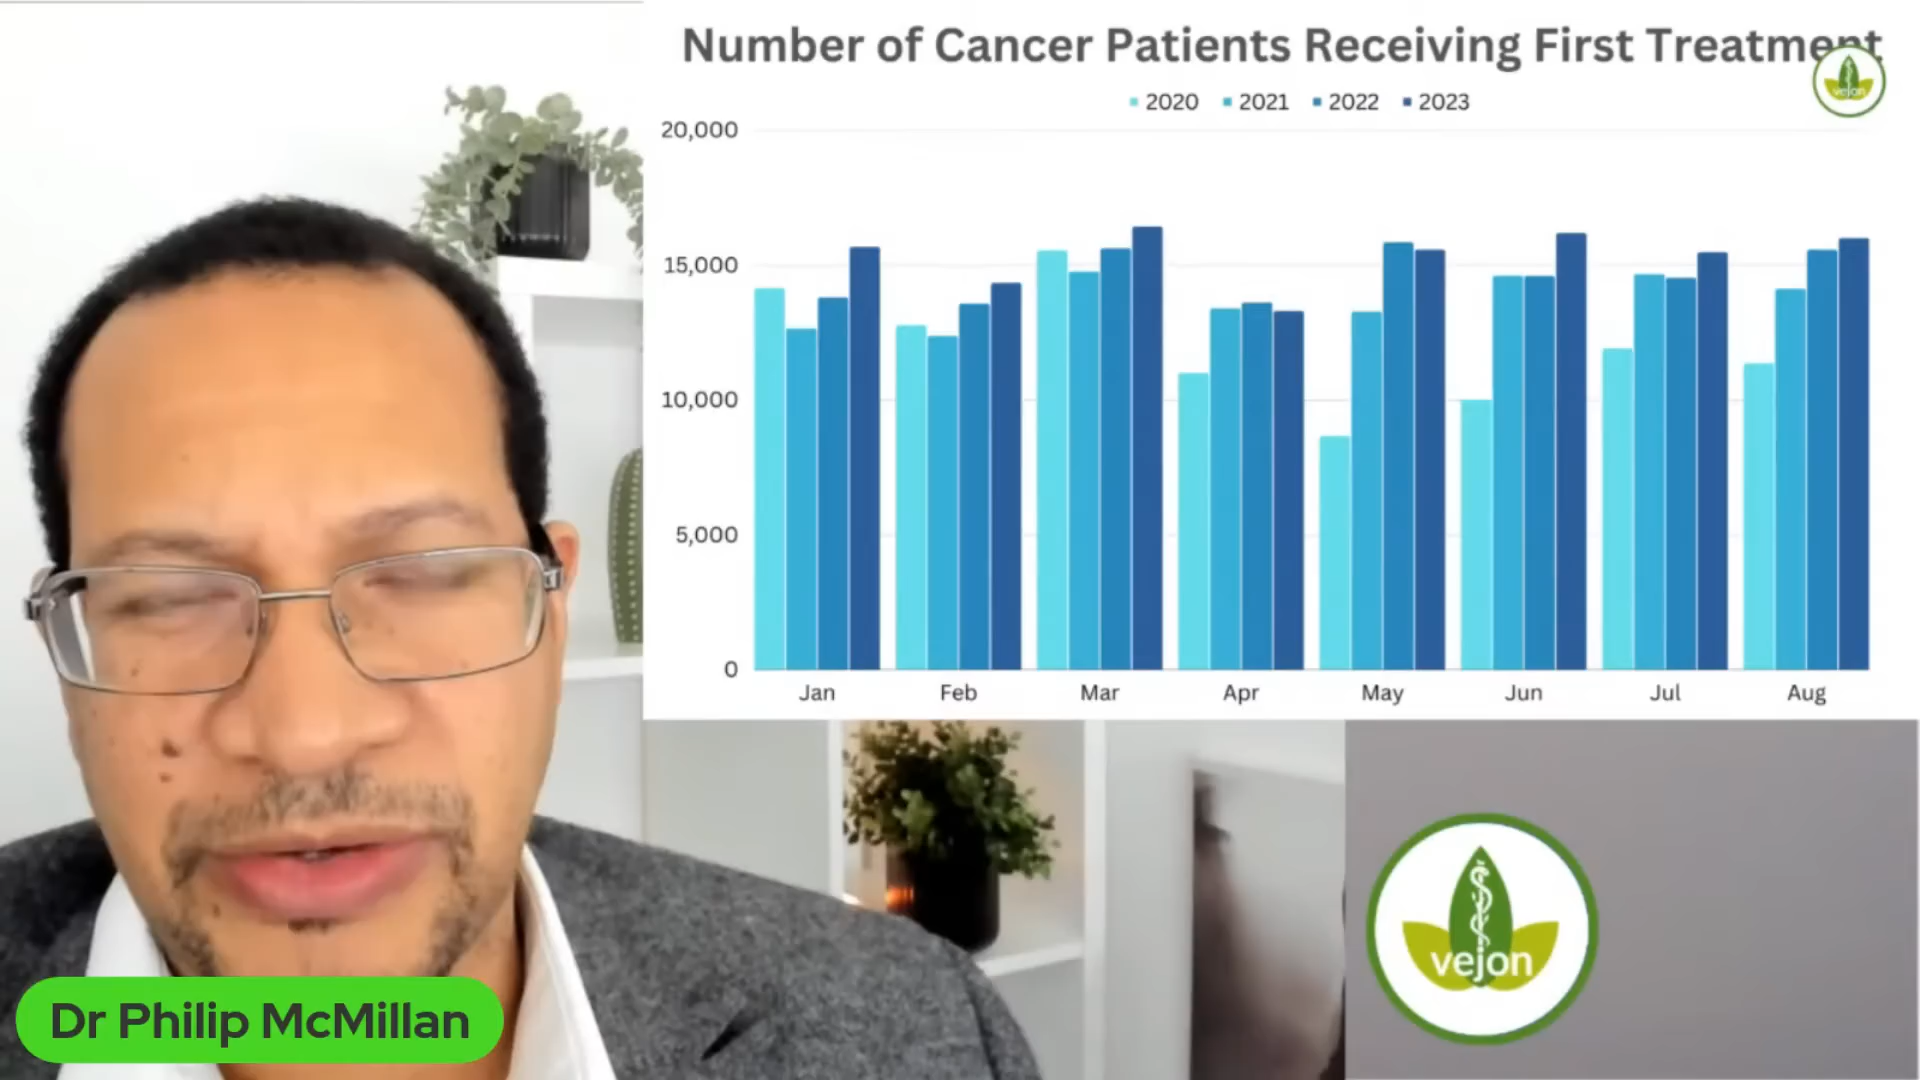 Number of Cancer Patients Receiving First Treatment
2020 2021 2022 2023
vejon
20,000
15,000
10,000
5,000
0
Jan Feb Mar Apr May Jun Jul Aug
vejon
Dr Philip McMillan